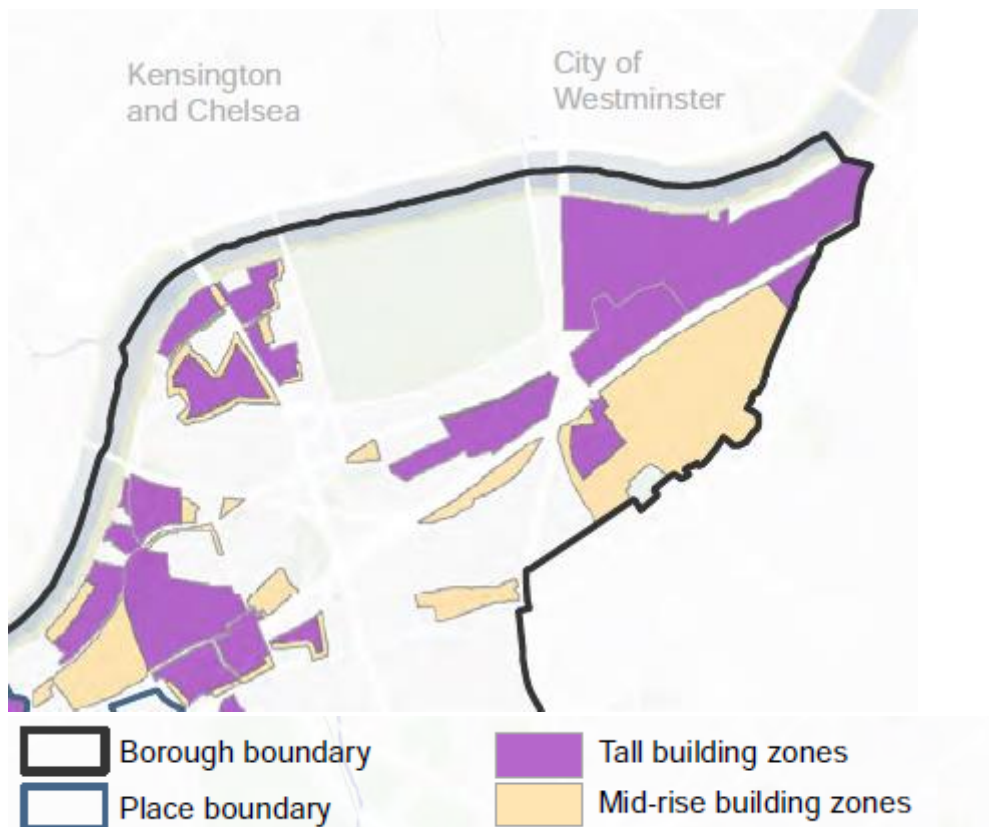 Kensington
and Chelsea
City of
Westminster
Borough boundary
Place boundary
Tall building zones
Mid-rise building zones